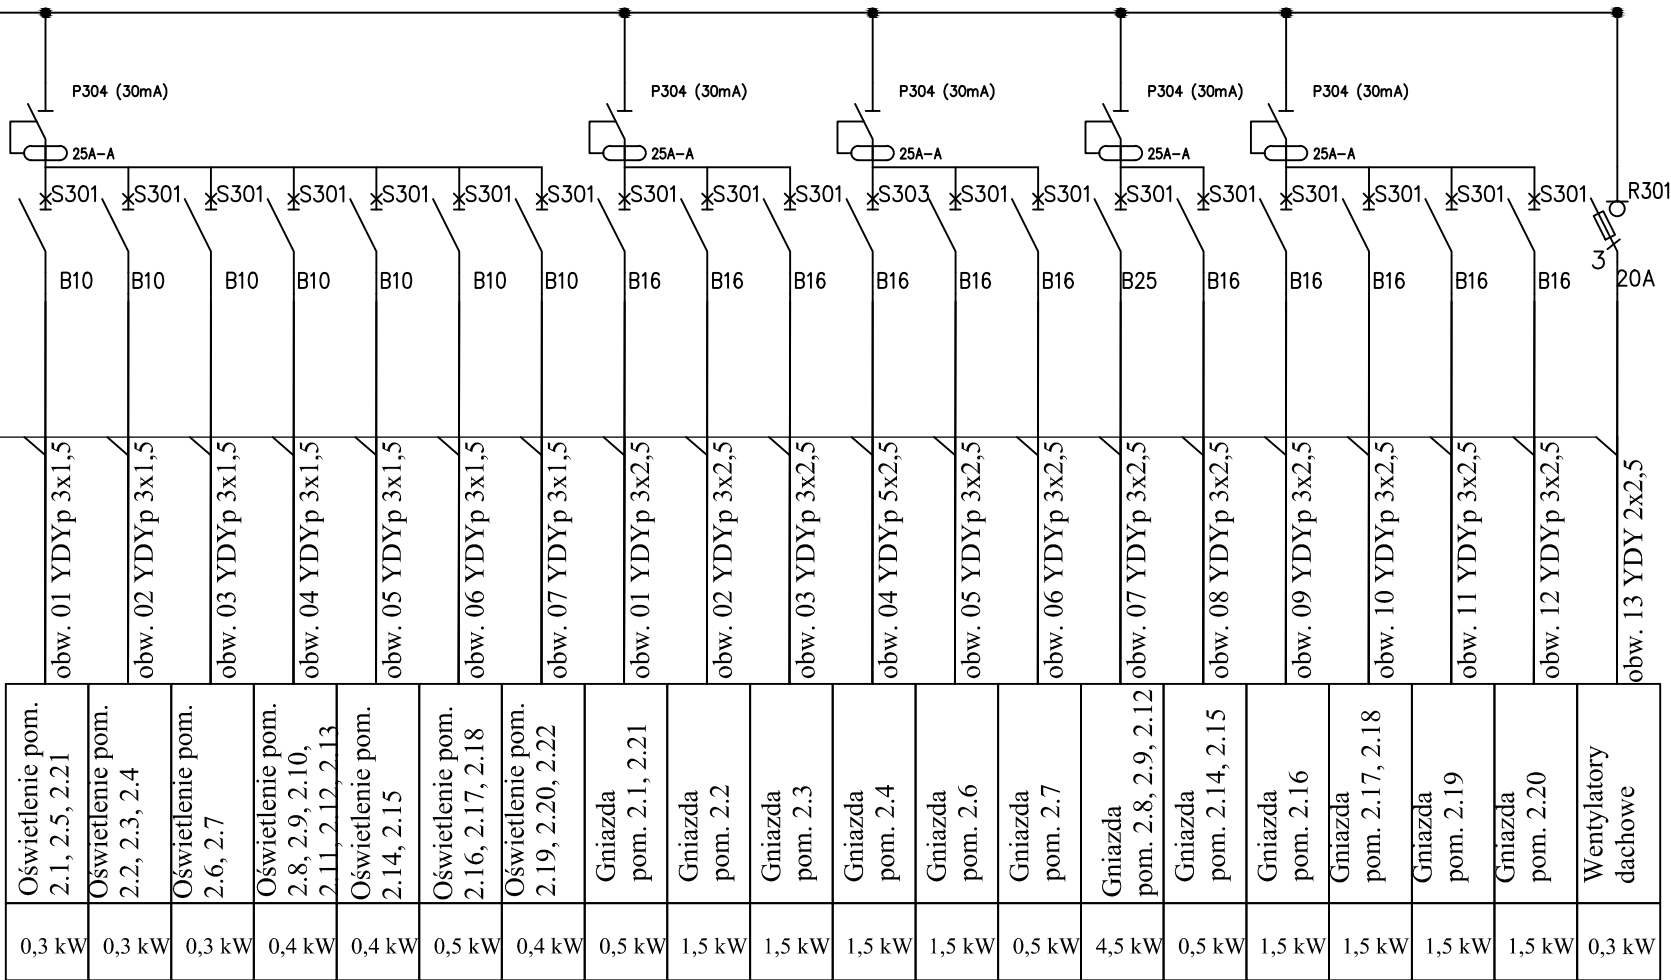 P304 (30mA)
P304 (30mA)
P304 (30mA)
P304 (30mA)
P304 (30mA)
25A-A
25A-A
25A-A
25A-A
25A-A
S301
S301
S301
S301
S301
S301
S301
S301
S301
S301
S303
S301
S301
S301
S301
S301
S301
S301
S301
R301
3
B10
B10
B10
B10
B10
B10
B10
B16
B16
B16
B16
B16
B16
B25
B16
B16
B16
B16
B16
20A
obw. 01 YDYp 3x1,5
obw. 02 YDYp 3x1,5
obw. 03 YDYp 3x1,5
obw. 04 YDYp 3x1,5
obw. 05 YDYp 3x1,5
obw. 06 YDYp 3x1,5
obw. 07 YDYp 3x1,5
obw. 01 YDYp 3x2,5
obw. 02 YDYp 3x2,5
obw. 03 YDYp 3x2,5
obw. 04 YDYp 5x2,5
obw. 05 YDYp 3x2,5
obw. 06 YDYp 3x2,5
obw. 07 YDYp 3x2,5
obw. 08 YDYp 3x2,5
obw. 09 YDYp 3x2,5
obw. 10 YDYp 3x2,5
obw. 11 YDYp 3x2,5
obw. 12 YDYp 3x2,5
obw. 13 YDY 2x2,5
Oświetlenie pom.
2.1, 2.5, 2.21
Oświetlenie pom.
2.2, 2.3, 2.4
Oświetlenie pom.
2.6, 2.7
Oświetlenie pom.
2.8, 2.9, 2.10,
2.11, 2.12, 2.13
Oświetlenie pom.
2.14, 2.15
Oświetlenie pom.
2.16, 2.17, 2.18
Oświetlenie pom.
2.19, 2.20, 2.22
Gniazda
pom. 2.1, 2.21
Gniazda
pom. 2.2
Gniazda
pom. 2.3
Gniazda
pom. 2.4
Gniazda
pom. 2.6
Gniazda
pom. 2.7
Gniazda
pom. 2.8, 2.9, 2.12
Gniazda
pom. 2.14, 2.15
Gniazda
pom. 2.16
Gniazda
pom. 2.17, 2.18
Gniazda
pom. 2.19
Gniazda
pom. 2.20
Wentylatory
dachowe
0,3 kW
0,3 kW
0,3 kW
0,4 kW
0,4 kW
0,5 kW
0,4 kW
0,5 kW
1,5 kW
1,5 kW
1,5 kW
1,5 kW
0,5 kW
4,5 kW
0,5 kW
1,5 kW
1,5 kW
1,5 kW
1,5 kW
0,3 kW